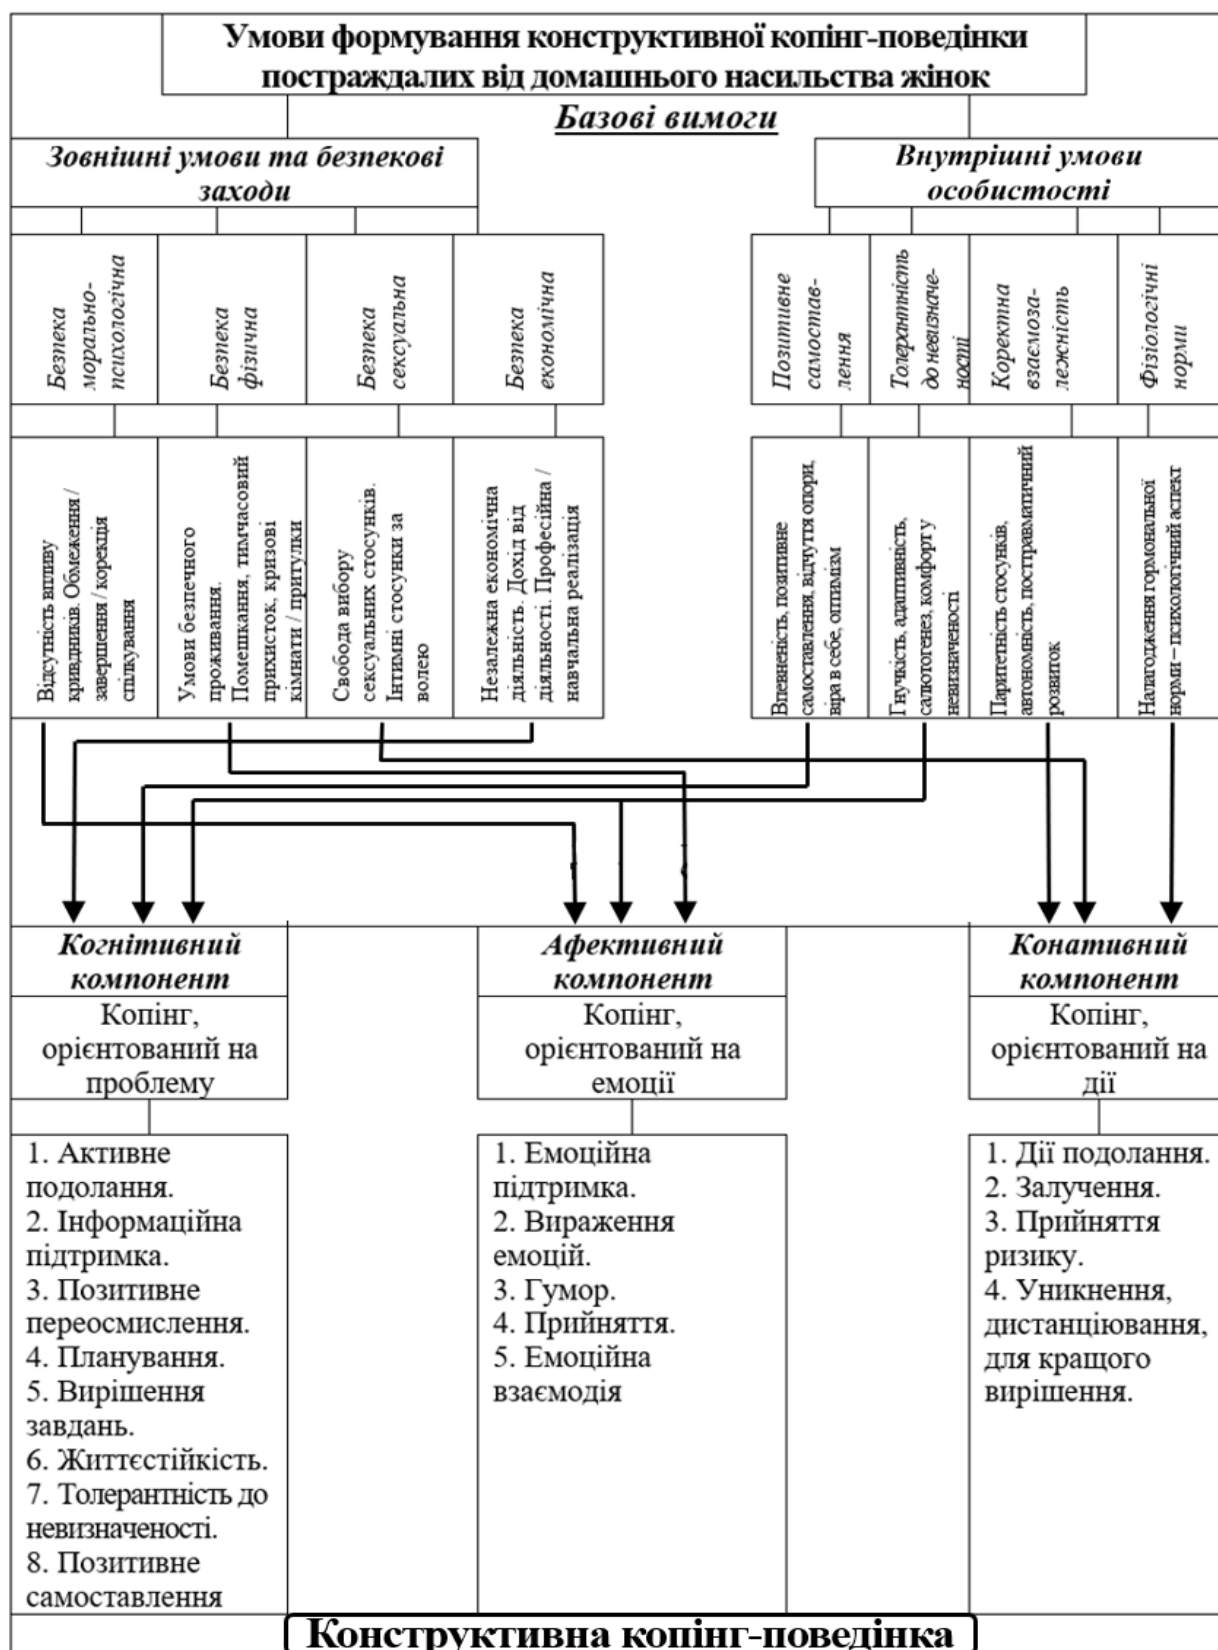 Умови формування конструктивної копінг-поведінки
постраждалих від домашнього насильства жінок
Базові вимоги
Зовнішні умови та безпекові
заходи
Внутрішні умови
особистості
Безпека
морально-
психологічна
Безпека
фізична
Безпека
сексуальна
Безпека
економічна
Позитивне
самостав-
лення
Толерантність
до невизначе-
ності
Коректна
взаємоза-
лежність
Фізіологічні
норми
Відсутність впливу
кривдників. Обмеження /
завершення / корекція
спілкування
Умови безпечного
проживання.
Помешкання, тимчасовий
прихисток, кризові
кімнати / притулки
Свобода вибору
сексуальних стосунків.
Інтимні стосунки за
волею
Незалежна економічна
діяльність. Дохід від
діяльності. Професійна /
навчальна реалізація
Впевненість, позитивне
самоставлення, відчуття опори,
віра в себе, оптимізм
Гнучкість, адаптивність,
салютогенез, комфорт у
невизначеності
Паритетність стосунків,
автономність, постравматичний
розвиток
Налагодження гормональної
норми – психологічний аспект
Когнітивний
компонент
Копінг,
орієнтований на
проблему
Афективний
компонент
Копінг,
орієнтований на
емоції
Конативний
компонент
Копінг,
орієнтований на
дії
1. Активне
подолання.
2. Інформаційна
підтримка.
3. Позитивне
переосмислення.
4. Планування.
5. Вирішення
завдань.
6. Життєстійкість.
7. Толерантність до
невизначеності.
8. Позитивне
самоставлення
1. Емоційна
підтримка.
2. Вираження
емоцій.
3. Гумор.
4. Прийняття.
5. Емоційна
взаємодія
1. Дії подолання.
2. Залучення.
3. Прийняття
ризику.
4. Уникнення,
дистанціювання,
для кращого
вирішення.
Конструктивна копінг-поведінка